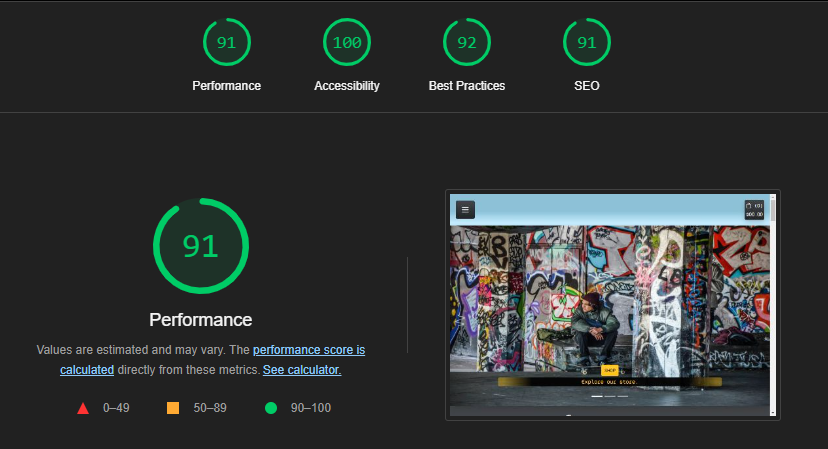 91
100
92
91
Performance
Accessibility
Best Practices
SEO
91
Performance
Values are estimated and may vary. The performance score is
calculated directly from these metrics. See calculator.
0–49
50–89
90–100
SHOP
Explore our store.